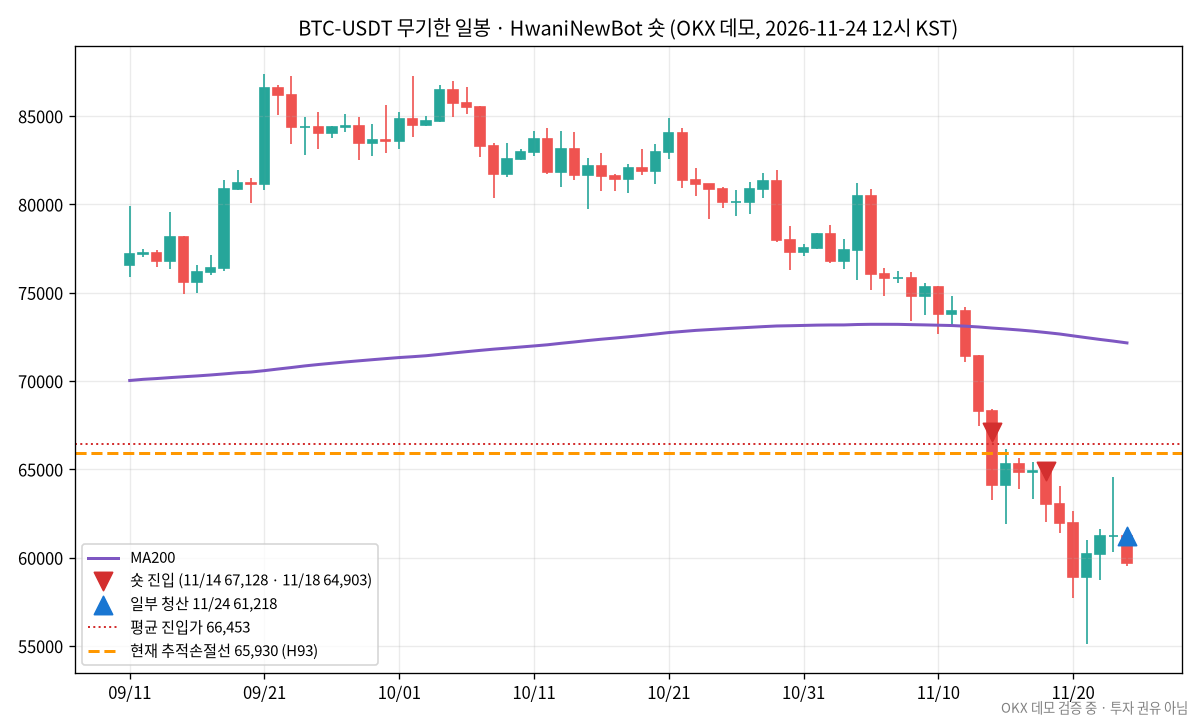 BTC-USDT 무기한 일봉 · HwaniNewBot 숏 (OKX 데모, 2026-11-24 12시 KST)
85000
80000
75000
70000
65000
60000
55000
MA200
숏 진입 (11/14 67,128 · 11/18 64,903)
일부 청산 11/24 61,218
평균 진입가 66,453
현재 추적손절선 65,930 (H93)
09/11 09/21 10/01 10/11 10/21 10/31 11/10 11/20
OKX 데모 검증 중 · 투자 권유 아님